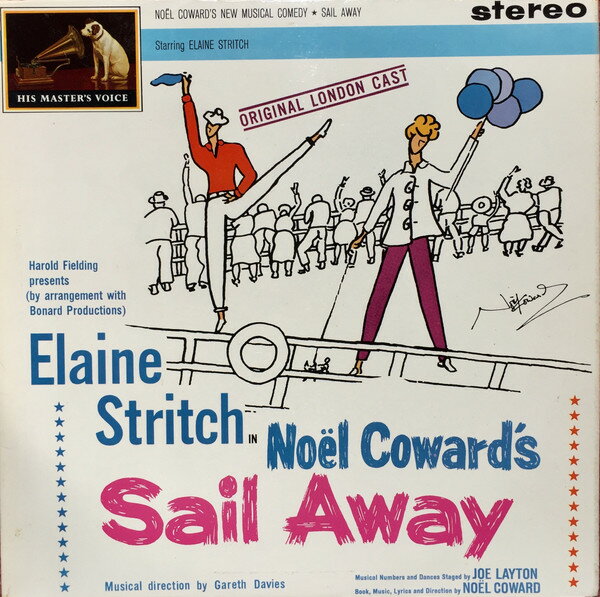 NOËL COWARD'S NEW MUSICAL COMEDY ★ SAIL AWAY
stereo
Starring ELAINE STRITCH
HIS MASTER'S VOICE
ORIGINAL LONDON CAST
Harold Fielding
presents
(by arrangement with
Bonard Productions)
Noël Coward
Elaine
Stritch
IN Noël Coward's
Sail Away
Musical direction by Gareth Davies
Musical Numbers and Dances Staged by JOE LAYTON
Book, Music, Lyrics and Direction by NOËL COWARD